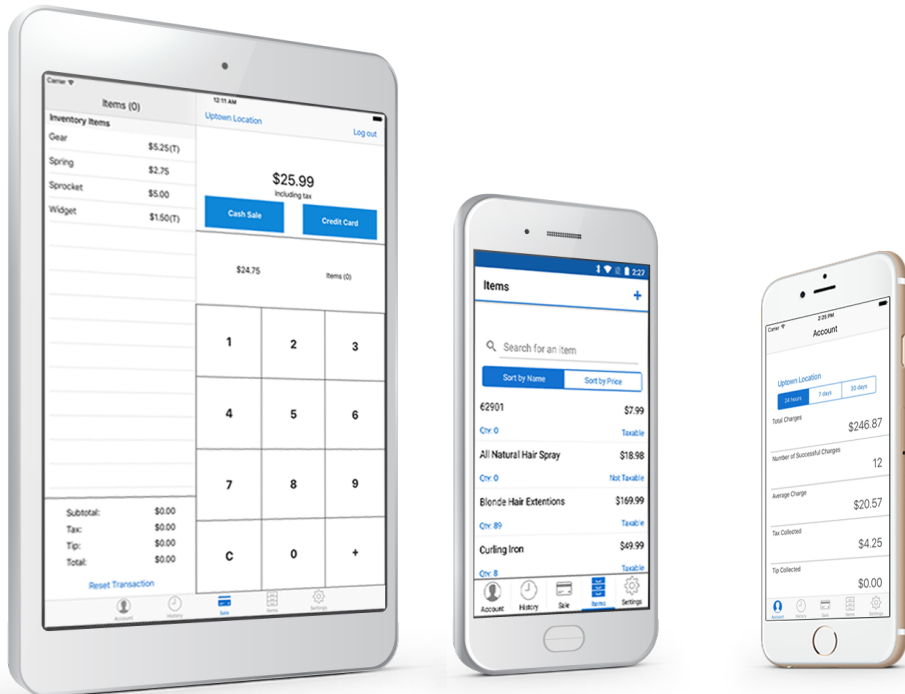 Carrier
12:11 AM
Items (0)
Uptown Location
Log out
Inventory Items
Gear $5.25(T)
Spring $2.75
Sprocket $5.00
Widget $1.50(T)
$25.99
Including tax
Cash Sale
Credit Card
$24.75
Items (0)
1 2 3
4 5 6
7 8 9
C 0 +
Subtotal: $0.00
Tax: $0.00
Tip: $0.00
Total: $0.00
Reset Transaction
Account History Sale Items Settings
2:27
Items +
Search for an item
Sort by Name Sort by Price
62901 $7.99
Qty: 0 Taxable
All Natural Hair Spray $18.98
Qty: 0 Not Taxable
Blonde Hair Extentions $169.99
Qty: 89 Taxable
Curling Iron $49.99
Qty: 8 Taxable
Account History Sale Items Settings
Carrier 2:25 PM
Account
Uptown Location
24 hours 7 days 30 days
Total Charges
$246.87
Number of Successful Charges
12
Average Charge
$20.57
Tax Collected
$4.25
Tip Collected
$0.00
Account History Sale Items Settings